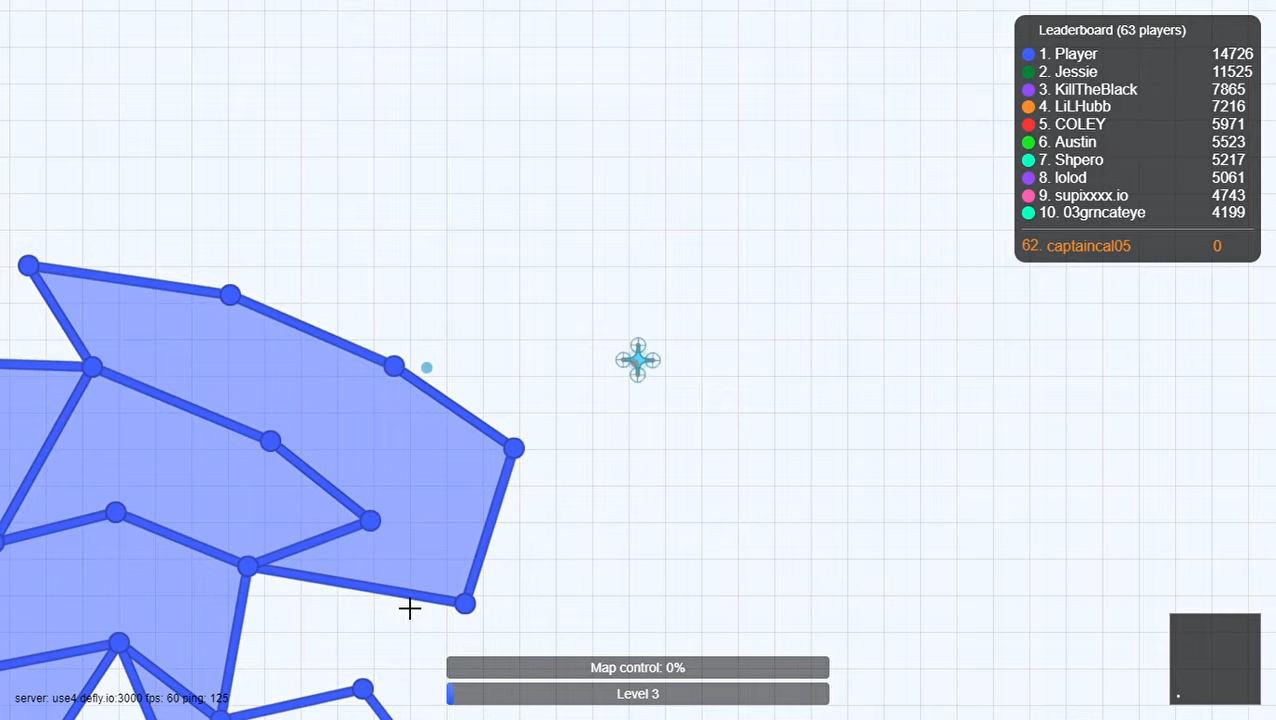 Leaderboard (63 players)
1. Player 14726
2. Jessie 11525
3. KillTheBlack 7865
4. LiLHubb 7216
5. COLEY 5971
6. Austin 5523
7. Shpero 5217
8. lolod 5061
9. supixxxx.io 4743
10. 03grncateye 4199
62. captaincal05 0
Map control: 0%
Level 3
server: use4.defly.io:3000 fps: 60 ping: 125